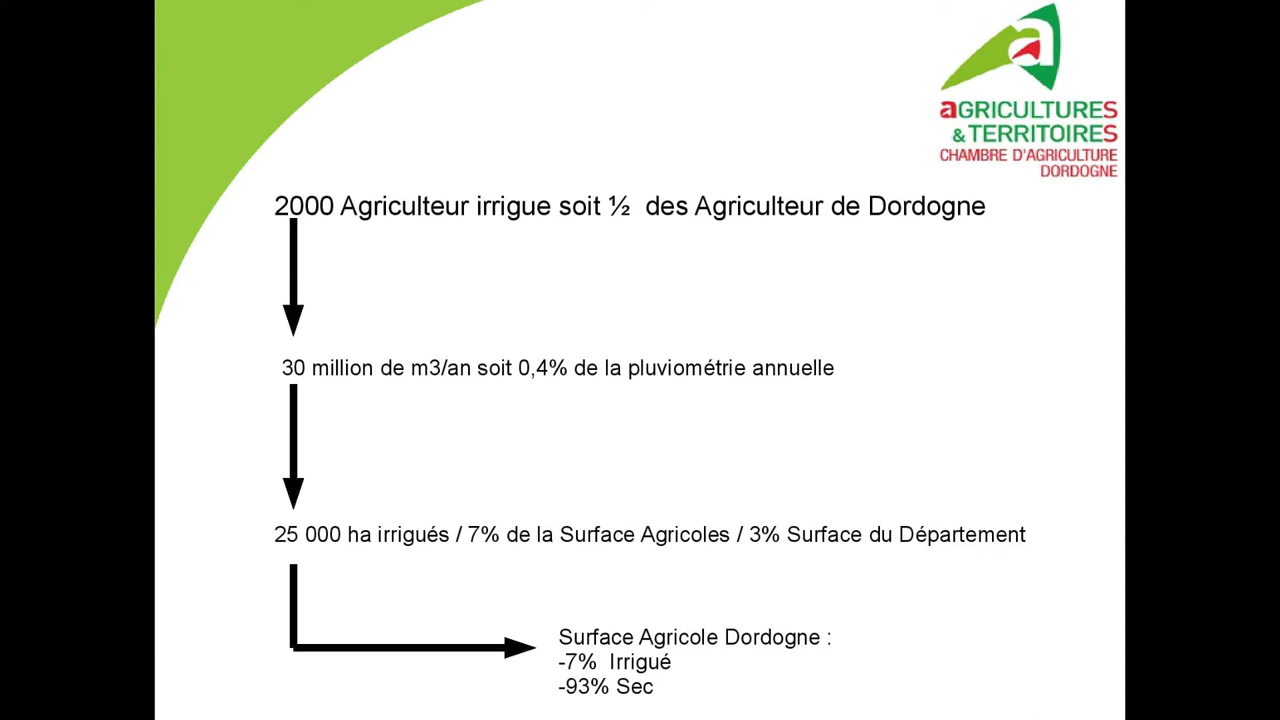 a
aGRICULTURES
& TERRITOIRES
CHAMBRE D'AGRICULTURE
DORDOGNE
2000 Agriculteur irrigue soit ½ des Agriculteur de Dordogne
30 million de m3/an soit 0,4% de la pluviométrie annuelle
25 000 ha irrigués / 7% de la Surface Agricoles / 3% Surface du Département
Surface Agricole Dordogne :
-7% Irrigué
-93% Sec